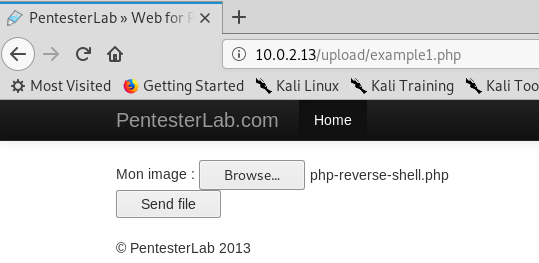 PentesterLab » Web for P
10.0.2.13/upload/example1.php
Most Visited Getting Started Kali Linux Kali Training Kali Too
PentesterLab.com Home
Mon image : Browse... php-reverse-shell.php
Send file
© PentesterLab 2013